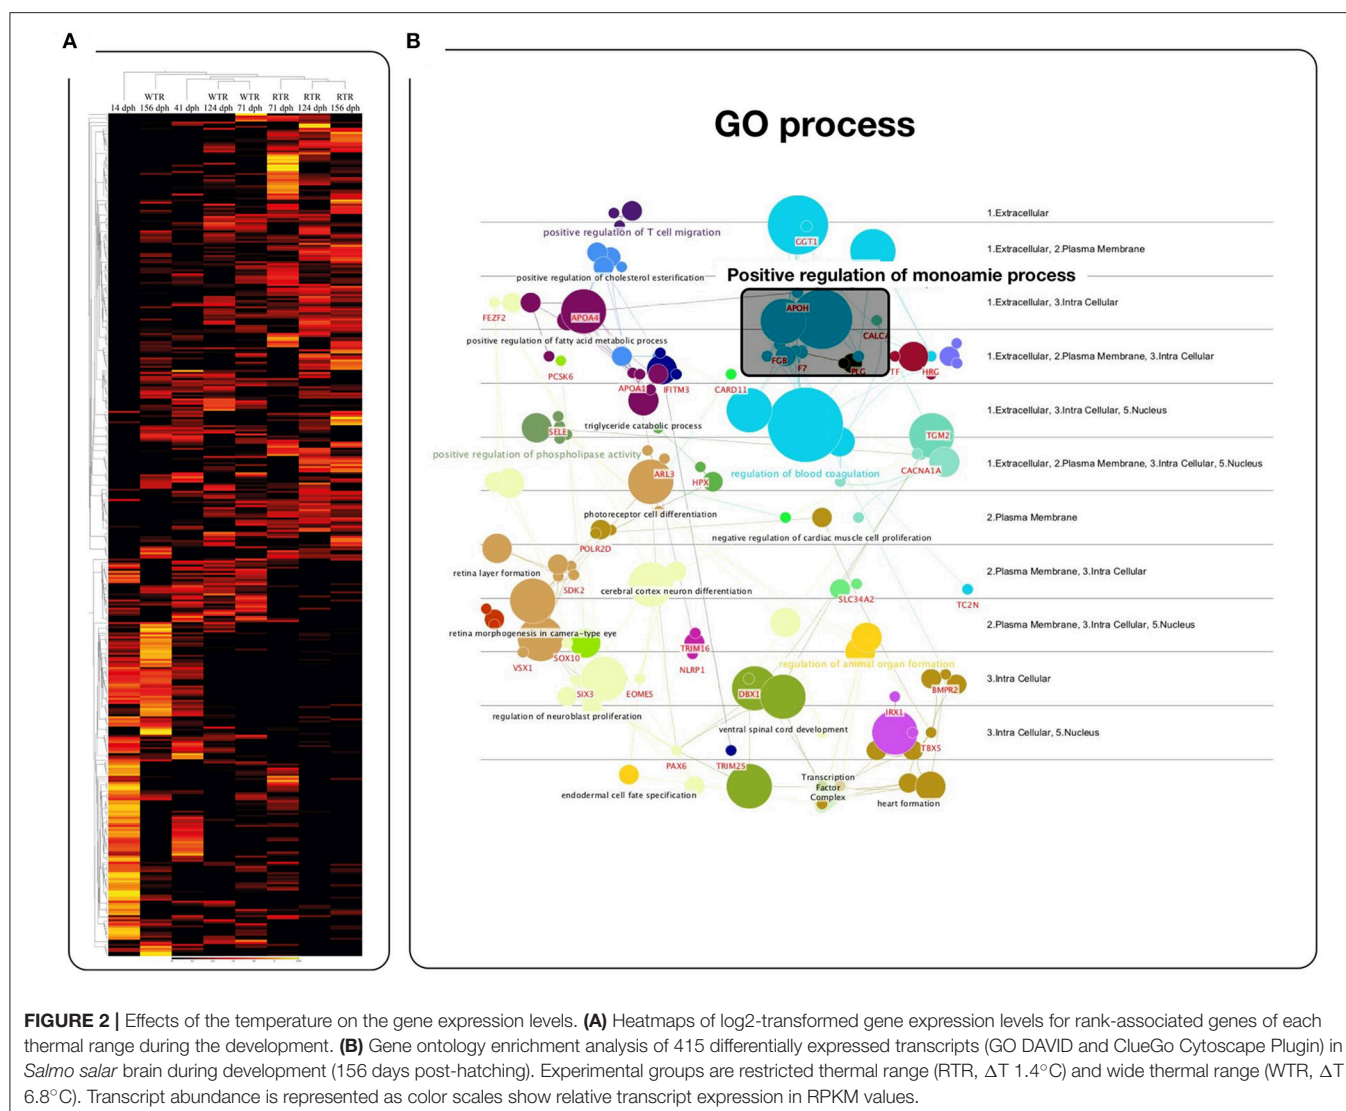 A
B
WTR WTR WTR RTR RTR RTR
14 dph 156 dph 41 dph 124 dph 71 dph 71 dph 124 dph 156 dph
GO process
1.Extracellular
positive regulation of T cell migration
GGT1
1.Extracellular, 2.Plasma Membrane
positive regulation of cholesterol esterification
Positive regulation of monoamie process
1.Extracellular, 3.Intra Cellular
FEZF2
APOA4
APOH
CALCA
positive regulation of fatty acid metabolic process
1.Extracellular, 2.Plasma Membrane, 3.Intra Cellular
PCSK6
APOA1
IFITM3
CARD11
FGB
F7
PLG
TF
HRG
1.Extracellular, 3.Intra Cellular, 5.Nucleus
triglyceride catabolic process
SELE
TGM2
positive regulation of phospholipase activity
1.Extracellular, 2.Plasma Membrane, 3.Intra Cellular, 5.Nucleus
ARL3
HPX
regulation of blood coagulation
CACNA1A
photoreceptor cell differentiation
2.Plasma Membrane
negative regulation of cardiac muscle cell proliferation
POLR2D
2.Plasma Membrane, 3.Intra Cellular
retina layer formation
SDK2
cerebral cortex neuron differentiation
SLC34A2
TC2N
2.Plasma Membrane, 3.Intra Cellular, 5.Nucleus
retina morphogenesis in camera-type eye
TRIM16
VSX1
SOX10
NLRP1
regulation of animal organ formation
3.Intra Cellular
SIX3
EOMES
DBX1
BMPR2
regulation of neuroblast proliferation
IRX1
ventral spinal cord development
3.Intra Cellular, 5.Nucleus
TBX5
PAX6
TRIM25
Transcription
Factor
Complex
endodermal cell fate specification
heart formation
FIGURE 2 | Effects of the temperature on the gene expression levels. (A) Heatmaps of log2-transformed gene expression levels for rank-associated genes of each
thermal range during the development. (B) Gene ontology enrichment analysis of 415 differentially expressed transcripts (GO DAVID and ClueGo Cytoscape Plugin) in
Salmo salar brain during development (156 days post-hatching). Experimental groups are restricted thermal range (RTR, ΔT 1.4°C) and wide thermal range (WTR, ΔT
6.8°C). Transcript abundance is represented as color scales show relative transcript expression in RPKM values.